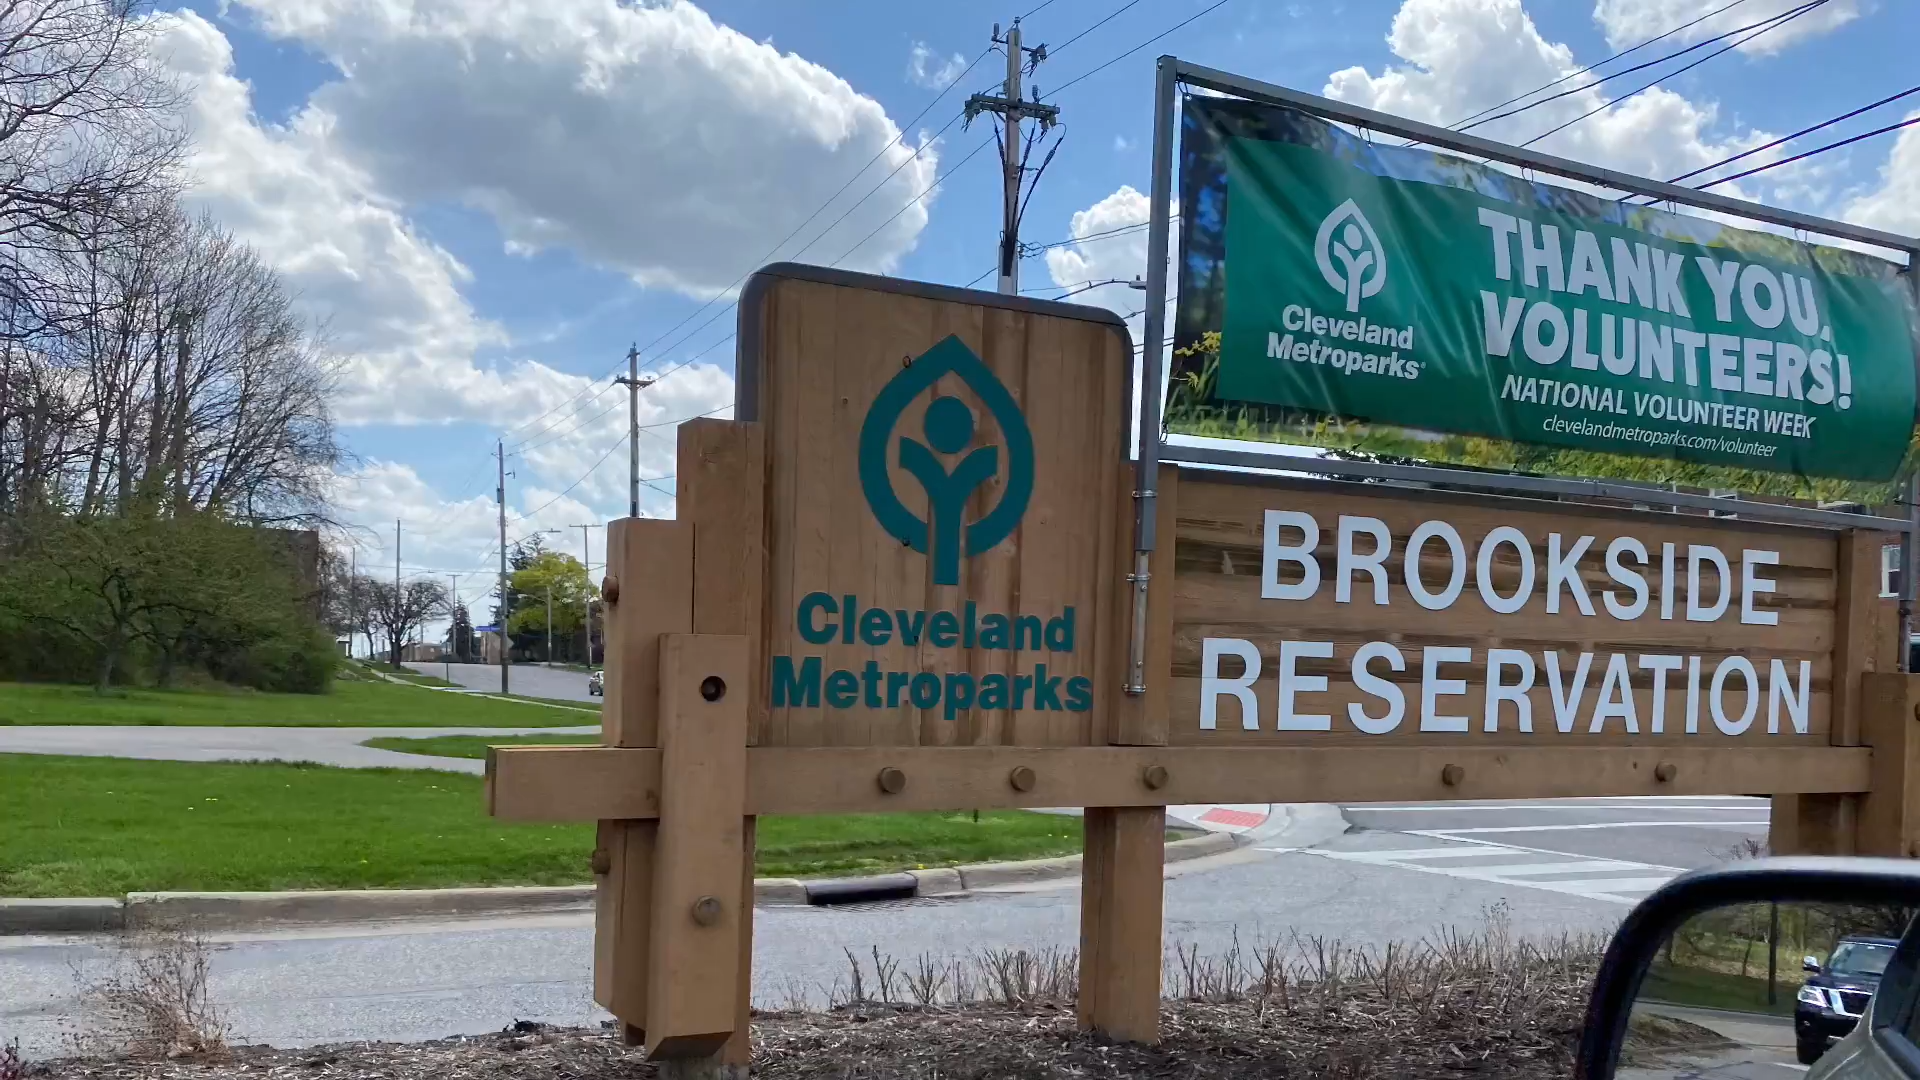 Cleveland
Metroparks
BROOKSIDE
RESERVATION
Cleveland
Metroparks®
THANK YOU,
VOLUNTEERS!
NATIONAL VOLUNTEER WEEK
clevelandmetroparks.com/volunteer